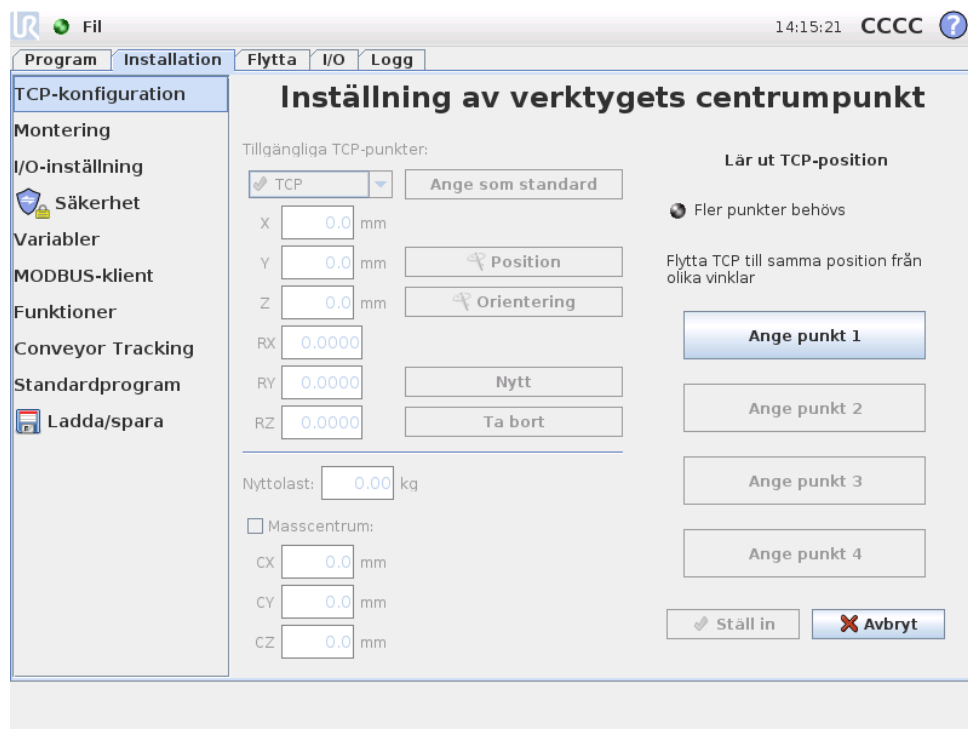 UR Fil 14:15:21 CCCC ?
Program Installation Flytta I/O Logg
TCP-konfiguration
Montering
I/O-inställning
Säkerhet
Variabler
MODBUS-klient
Funktioner
Conveyor Tracking
Standardprogram
Ladda/spara
Inställning av verktygets centrumpunkt
Tillgängliga TCP-punkter:
TCP Ange som standard
X 0.0 mm
Y 0.0 mm Position
Z 0.0 mm Orientering
RX 0.0000
RY 0.0000 Nytt
RZ 0.0000 Ta bort
Nyttolast: 0.00 kg
Masscentrum:
CX 0.0 mm
CY 0.0 mm
CZ 0.0 mm
Lär ut TCP-position
Fler punkter behövs
Flytta TCP till samma position från
olika vinklar
Ange punkt 1
Ange punkt 2
Ange punkt 3
Ange punkt 4
Ställ in Avbryt